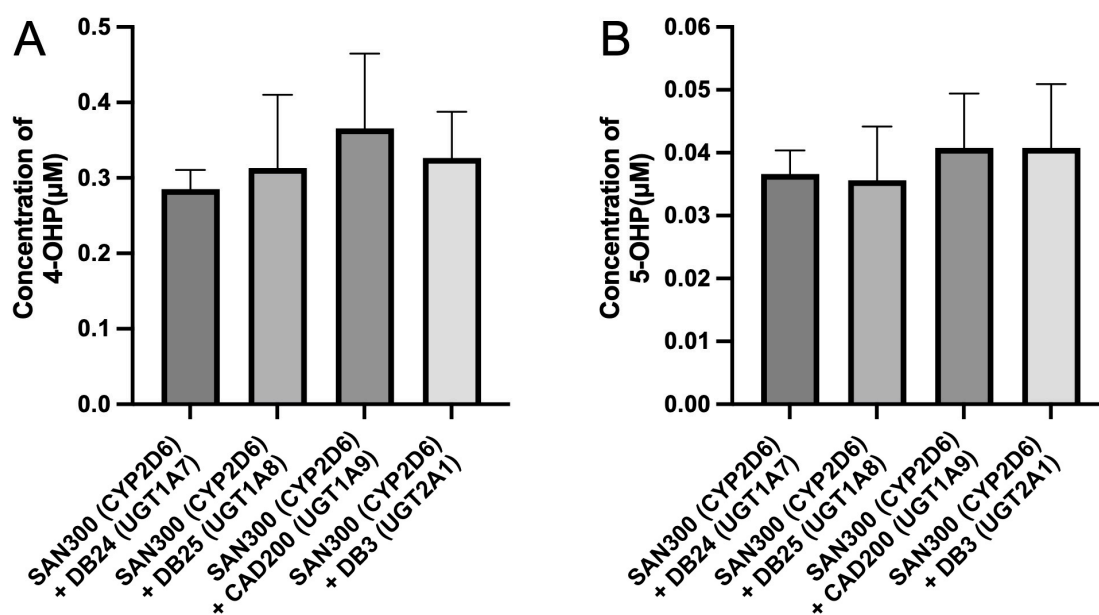 A
Concentration of
4-OHP(µM)
0.5
0.4
0.3
0.2
0.1
0.0
SAN300 (CYP2D6)
+ DB24 (UGT1A7)
SAN300 (CYP2D6)
+ DB25 (UGT1A8)
SAN300 (CYP2D6)
+ CAD200 (UGT1A9)
SAN300 (CYP2D6)
+ DB3 (UGT2A1)
B
Concentration of
5-OHP(µM)
0.06
0.05
0.04
0.03
0.02
0.01
0.00
SAN300 (CYP2D6)
+ DB24 (UGT1A7)
SAN300 (CYP2D6)
+ DB25 (UGT1A8)
SAN300 (CYP2D6)
+ CAD200 (UGT1A9)
SAN300 (CYP2D6)
+ DB3 (UGT2A1)